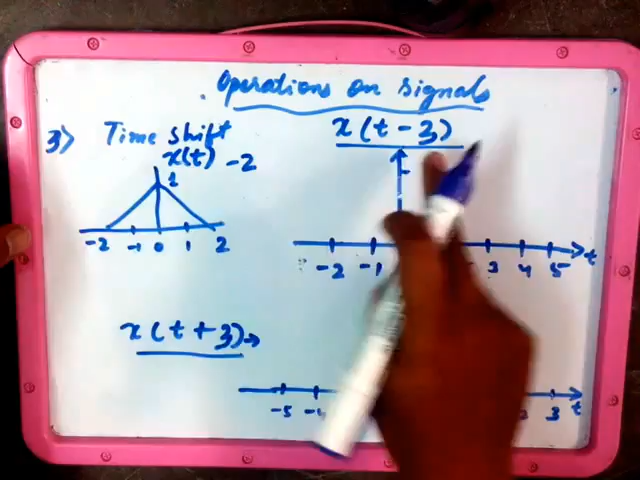 Operations on signals
3) Time shift
x(t) -2
1
-2 -1 0 1 2
x(t-3)
-2 -1 3 4 5 t
x(t+3)→
-5 3 t